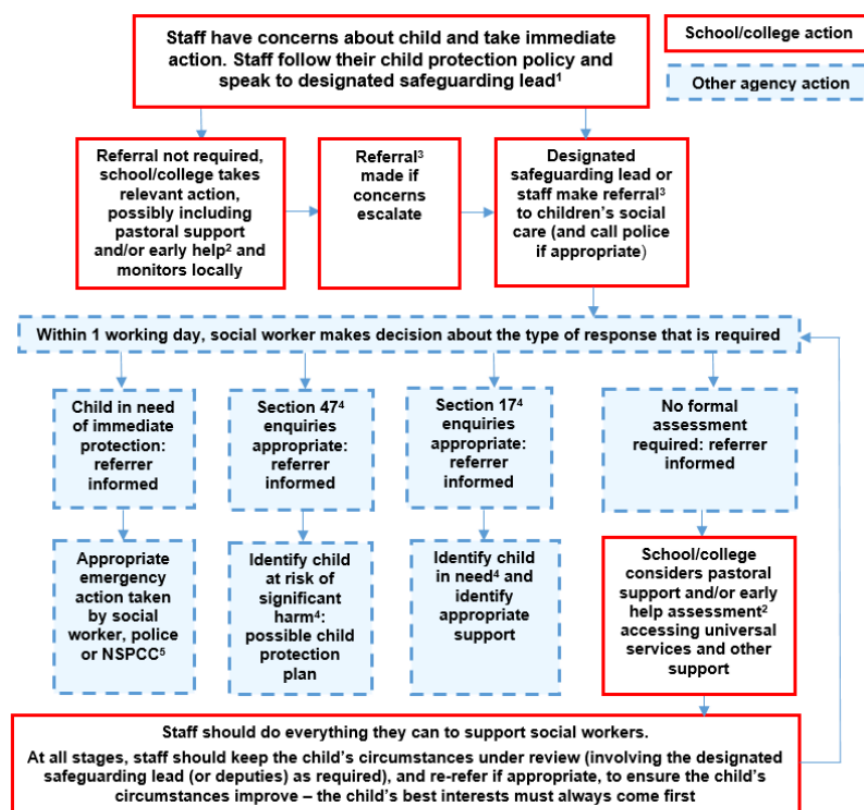 Staff have concerns about child and take immediate
action. Staff follow their child protection policy and
speak to designated safeguarding lead¹
School/college action
Other agency action
Referral not required,
school/college takes
relevant action,
possibly including
pastoral support
and/or early help² and
monitors locally
Referral³
made if
concerns
escalate
Designated
safeguarding lead or
staff make referral³
to children’s social
care (and call police
if appropriate)
Within 1 working day, social worker makes decision about the type of response that is required
Child in need
of immediate
protection:
referrer
informed
Section 47⁴
enquiries
appropriate:
referrer
informed
Section 17⁴
enquiries
appropriate:
referrer
informed
No formal
assessment
required: referrer
informed
Appropriate
emergency
action taken
by social
worker, police
or NSPCC⁵
Identify child
at risk of
significant
harm⁴:
possible child
protection
plan
Identify child
in need⁴ and
identify
appropriate
support
School/college
considers pastoral
support and/or early
help assessment²
accessing universal
services and other
support
Staff should do everything they can to support social workers.
At all stages, staff should keep the child’s circumstances under review (involving the designated
safeguarding lead (or deputies) as required), and re-refer if appropriate, to ensure the child’s
circumstances improve – the child’s best interests must always come first